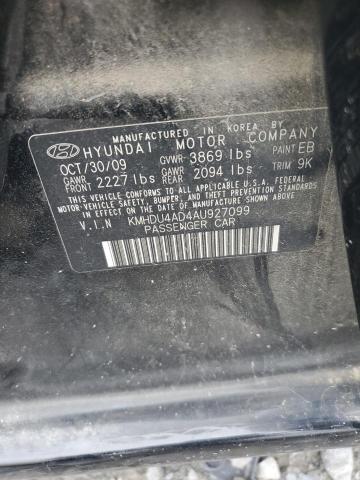 MANUFACTURED IN KOREA BY
HYUNDAI MOTOR COMPANY
OCT/30/09 GVWR 3869 lbs PAINT EB
GAWR FRONT 2227 lbs GAWR REAR 2094 lbs TRIM 9K
THIS VEHICLE CONFORMS TO ALL APPLICABLE U.S.A. FEDERAL
MOTOR-VEHICLE SAFETY, BUMPER, AND THEFT PREVENTION
STANDARDS IN EFFECT ON THE DATE OF MANUFACTURE SHOWN ABOVE.
V.I.N KMHDU4AD4AU927099
PASSENGER CAR